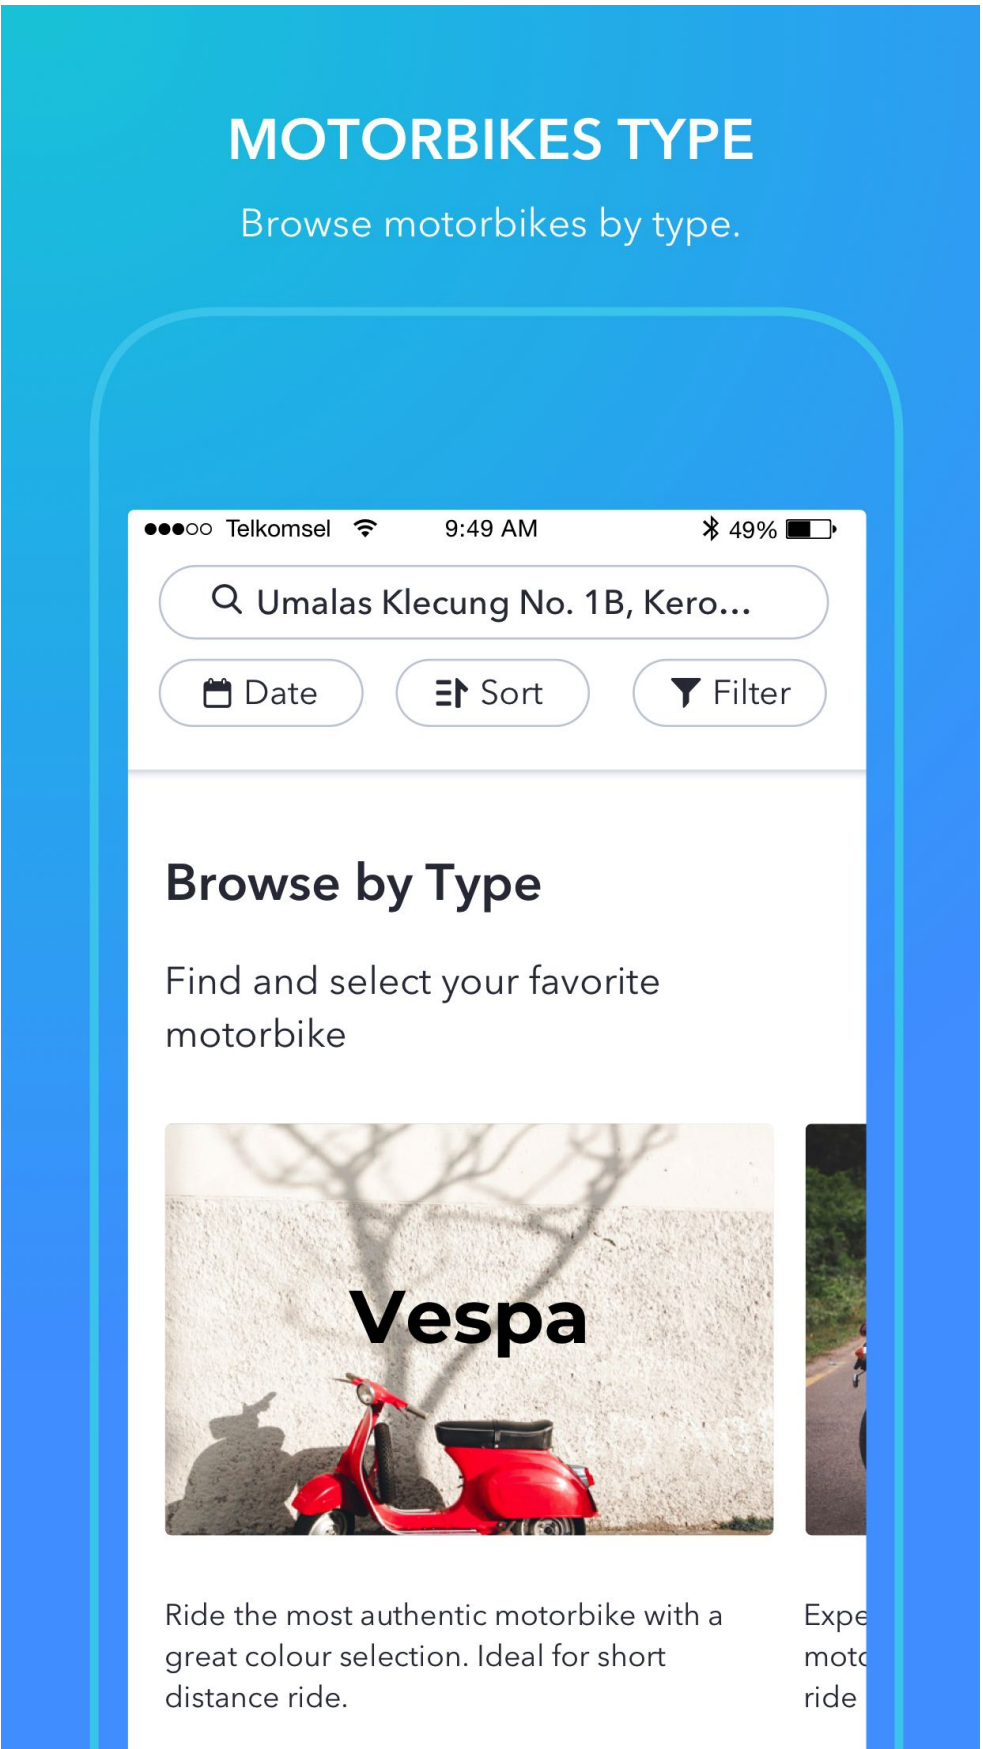 MOTORBIKES TYPE
Browse motorbikes by type.
Telkomsel 9:49 AM 49%
Umalas Klecung No. 1B, Kero...
Date Sort Filter
Browse by Type
Find and select your favorite
motorbike
Vespa
Ride the most authentic motorbike with a
great colour selection. Ideal for short
distance ride.
Expe
moto
ride